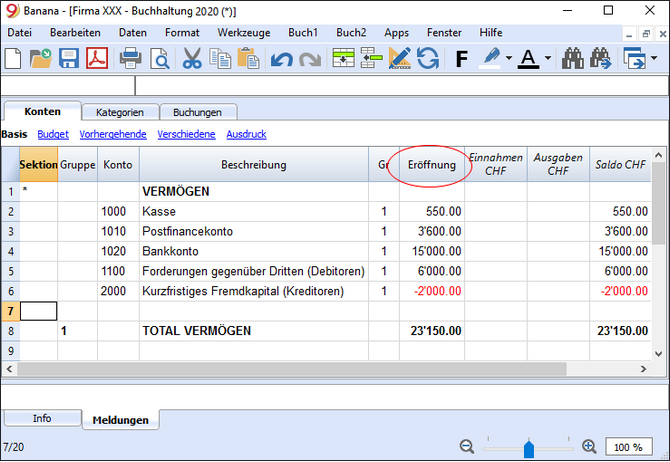 9 Banana - [Firma XXX - Buchhaltung 2020 (*)]
Datei Bearbeiten Daten Format Werkzeuge Buch1 Buch2 Apps Fenster Hilfe
F A
Konten Kategorien Buchungen
Basis Budget Vorhergehende Verschiedene Ausdruck
Sektion Gruppe Konto Beschreibung Gr Eröffnung Einnahmen CHF Ausgaben CHF Saldo CHF
1 * VERMÖGEN
2 1000 Kasse 1 550.00 550.00
3 1010 Postfinancekonto 1 3'600.00 3'600.00
4 1020 Bankkonto 1 15'000.00 15'000.00
5 1100 Forderungen gegenüber Dritten (Debitoren) 1 6'000.00 6'000.00
6 2000 Kurzfristiges Fremdkapital (Kreditoren) 1 -2'000.00 -2'000.00
7
8 1 TOTAL VERMÖGEN 23'150.00 23'150.00
9
Info Meldungen
7/20 100 %